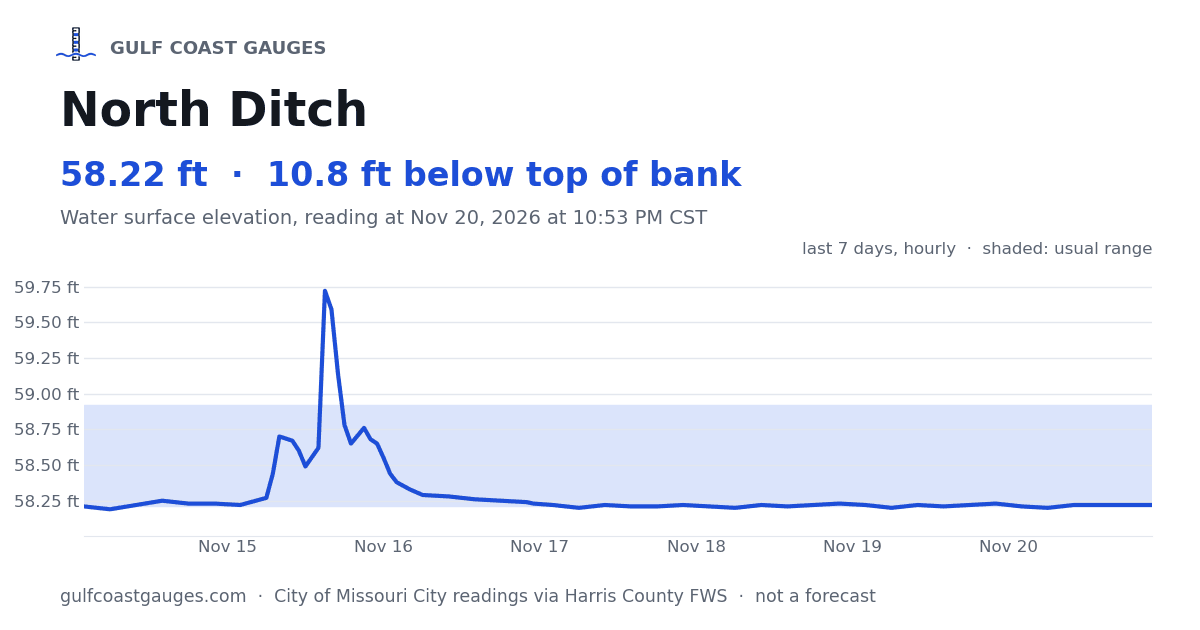 GULF COAST GAUGES
North Ditch
58.22 ft · 10.8 ft below top of bank
Water surface elevation, reading at Nov 20, 2026 at 10:53 PM CST
last 7 days, hourly · shaded: usual range
59.75 ft
59.50 ft
59.25 ft
59.00 ft
58.75 ft
58.50 ft
58.25 ft
Nov 15 Nov 16 Nov 17 Nov 18 Nov 19 Nov 20
gulfcoastgauges.com · City of Missouri City readings via Harris County FWS · not a forecast